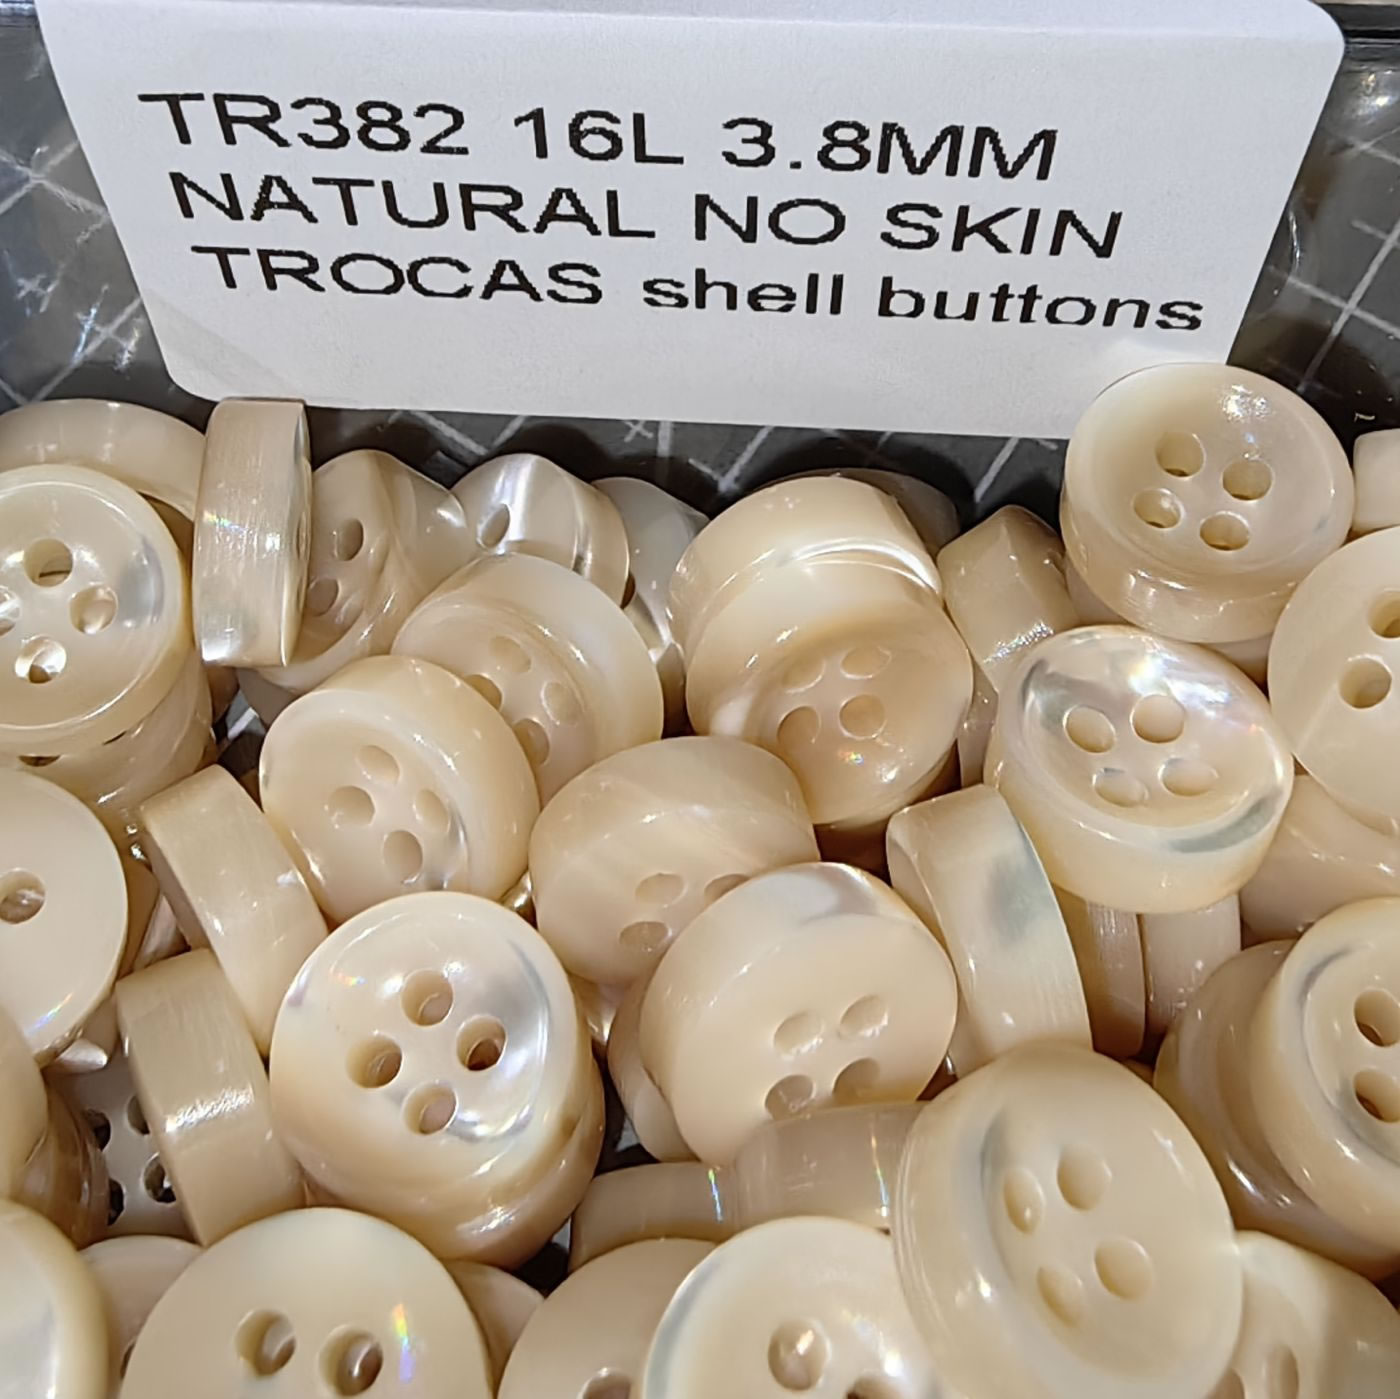 TR382 16L 3.8MM
NATURAL NO SKIN
TROCAS shell buttons